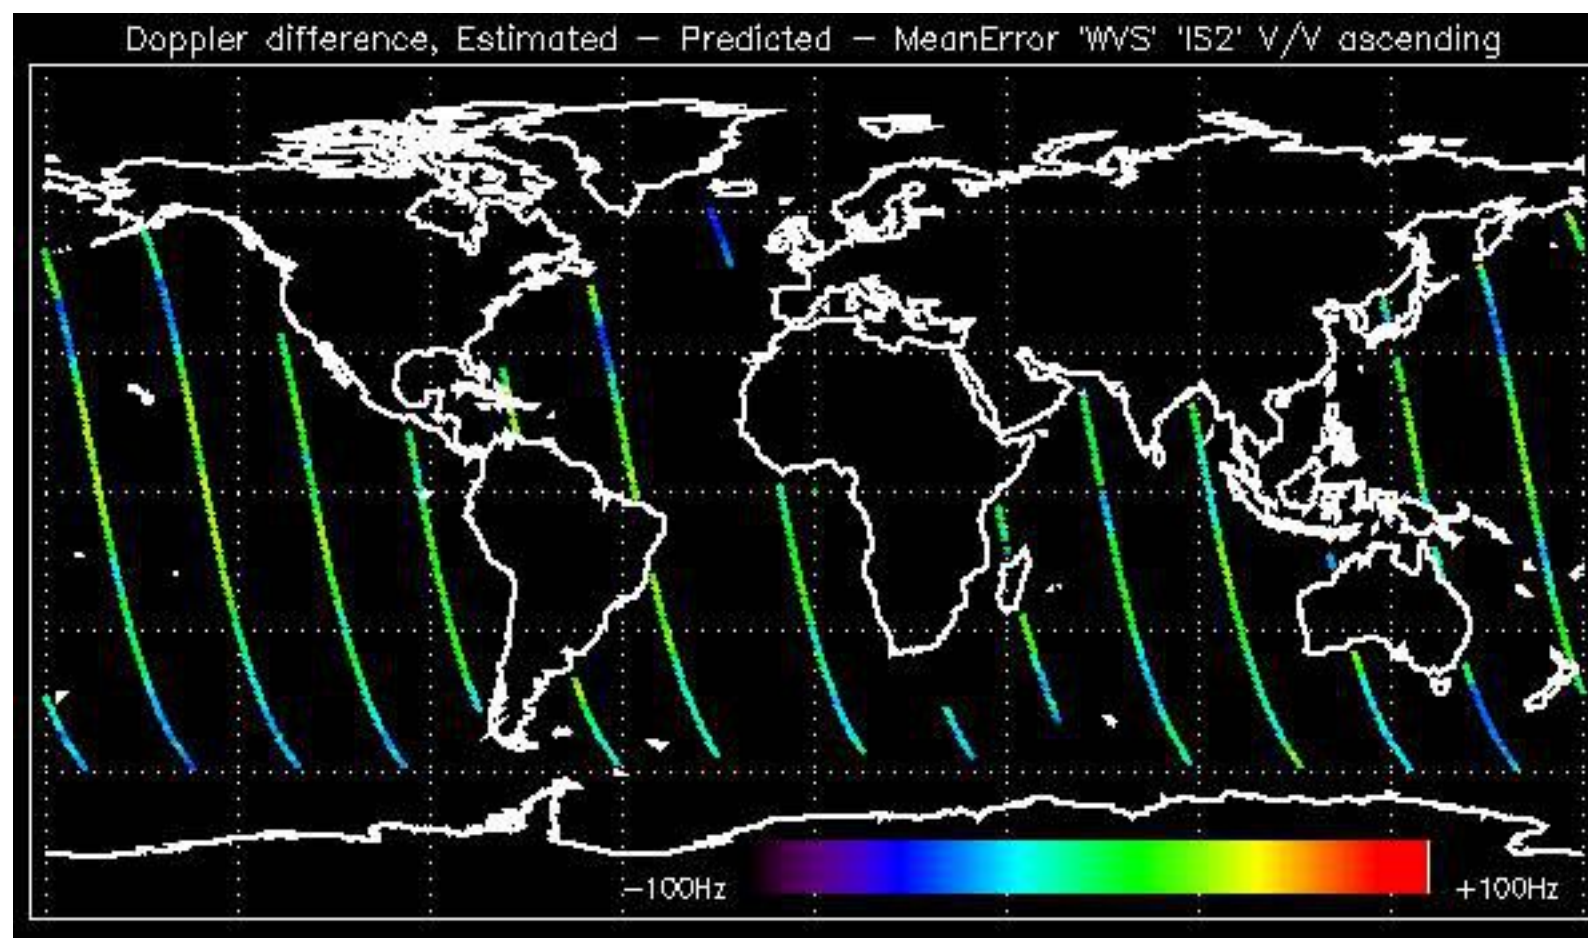 Doppler difference, Estimated - Predicted - MeanError 'WVS' 'IS2' V/V ascending
-100Hz +100Hz